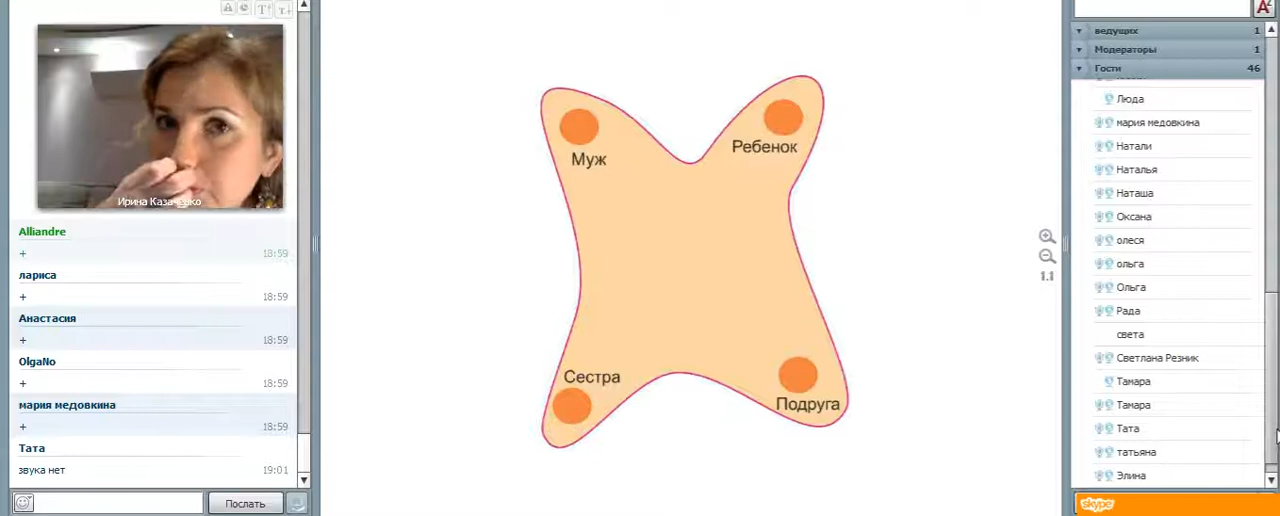 Ирина Казаченко
Alliandre
+
18:59
лариса
+
18:59
Анастасия
+
18:59
OlgaNo
+
18:59
мария медовкина
+
18:59
Тата
звука нет
19:01
Послать
Муж
Ребенок
Сестра
Подруга
1.1
ведущих 1
Модераторы 1
Гости 46
Люда
мария медовкина
Натали
Наталья
Наташа
Оксана
олеся
ольга
Ольга
Рада
света
Светлана Резник
Тамара
Тамара
Тата
татьяна
Элина
skype